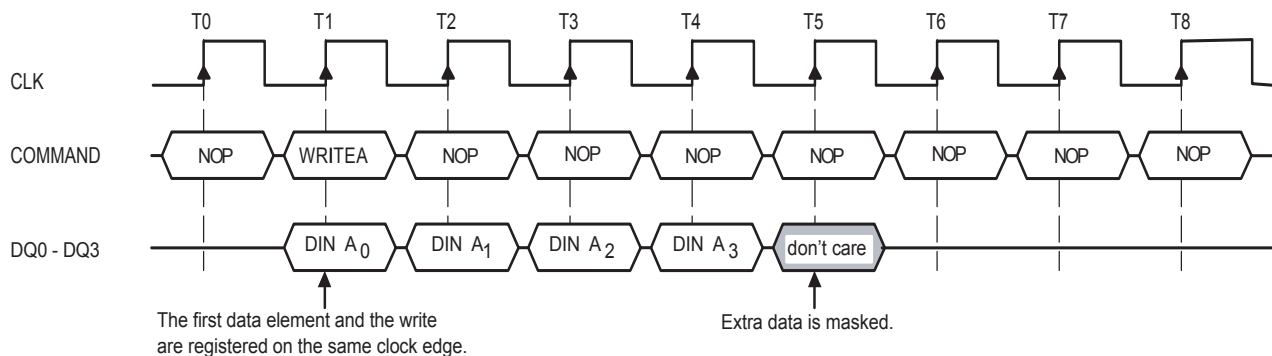 T0 T1 T2 T3 T4 T5 T6 T7 T8
CLK
COMMAND NOP WRITEA NOP NOP NOP NOP NOP NOP NOP
DQ0 - DQ3 DIN A0 DIN A1 DIN A2 DIN A3 don't care
The first data element and the write
are registered on the same clock edge.
Extra data is masked.